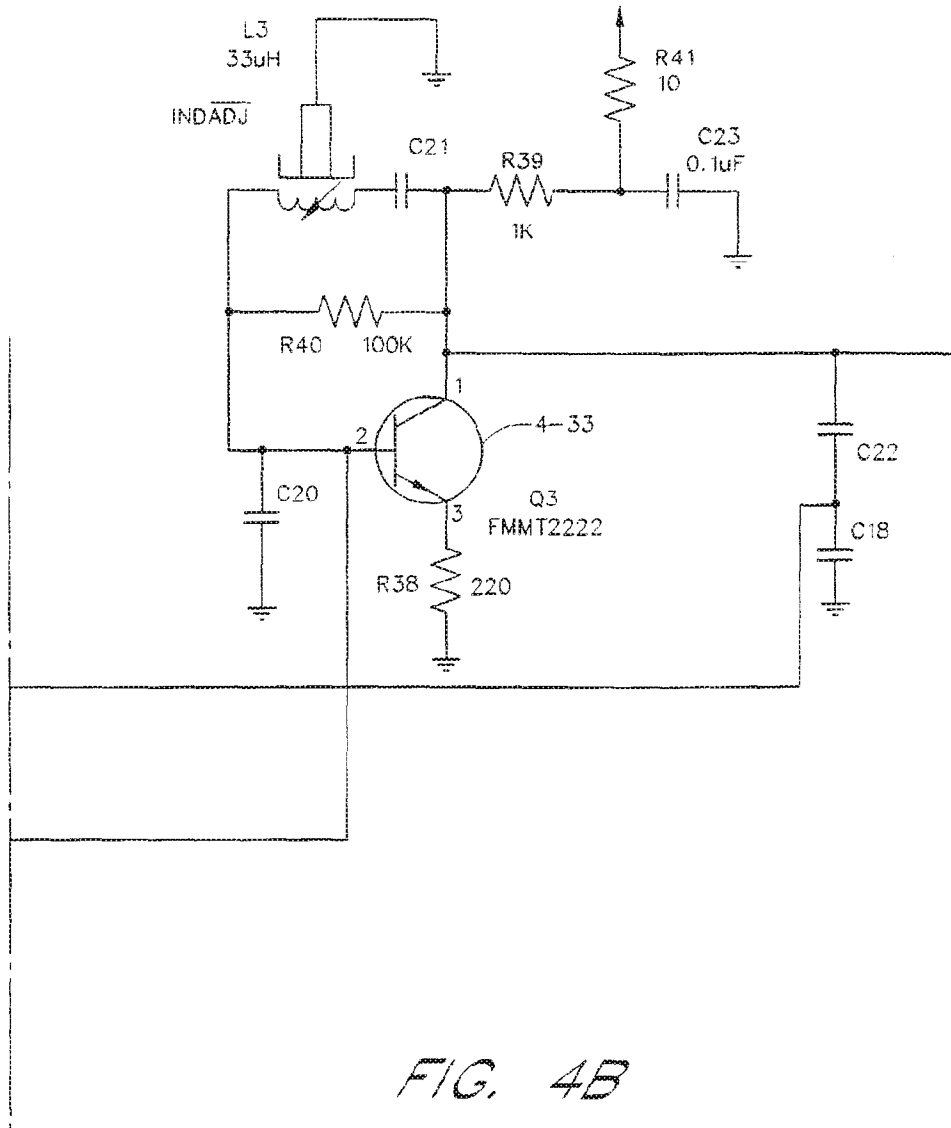 L3
33uH
INDADJ
R41
10
C21
R39
C23
0.1uF
1K
R40 100K
1
4-33
2
C20
C22
Q3
FMMT2222
3
C18
R38 220
FIG. 4B